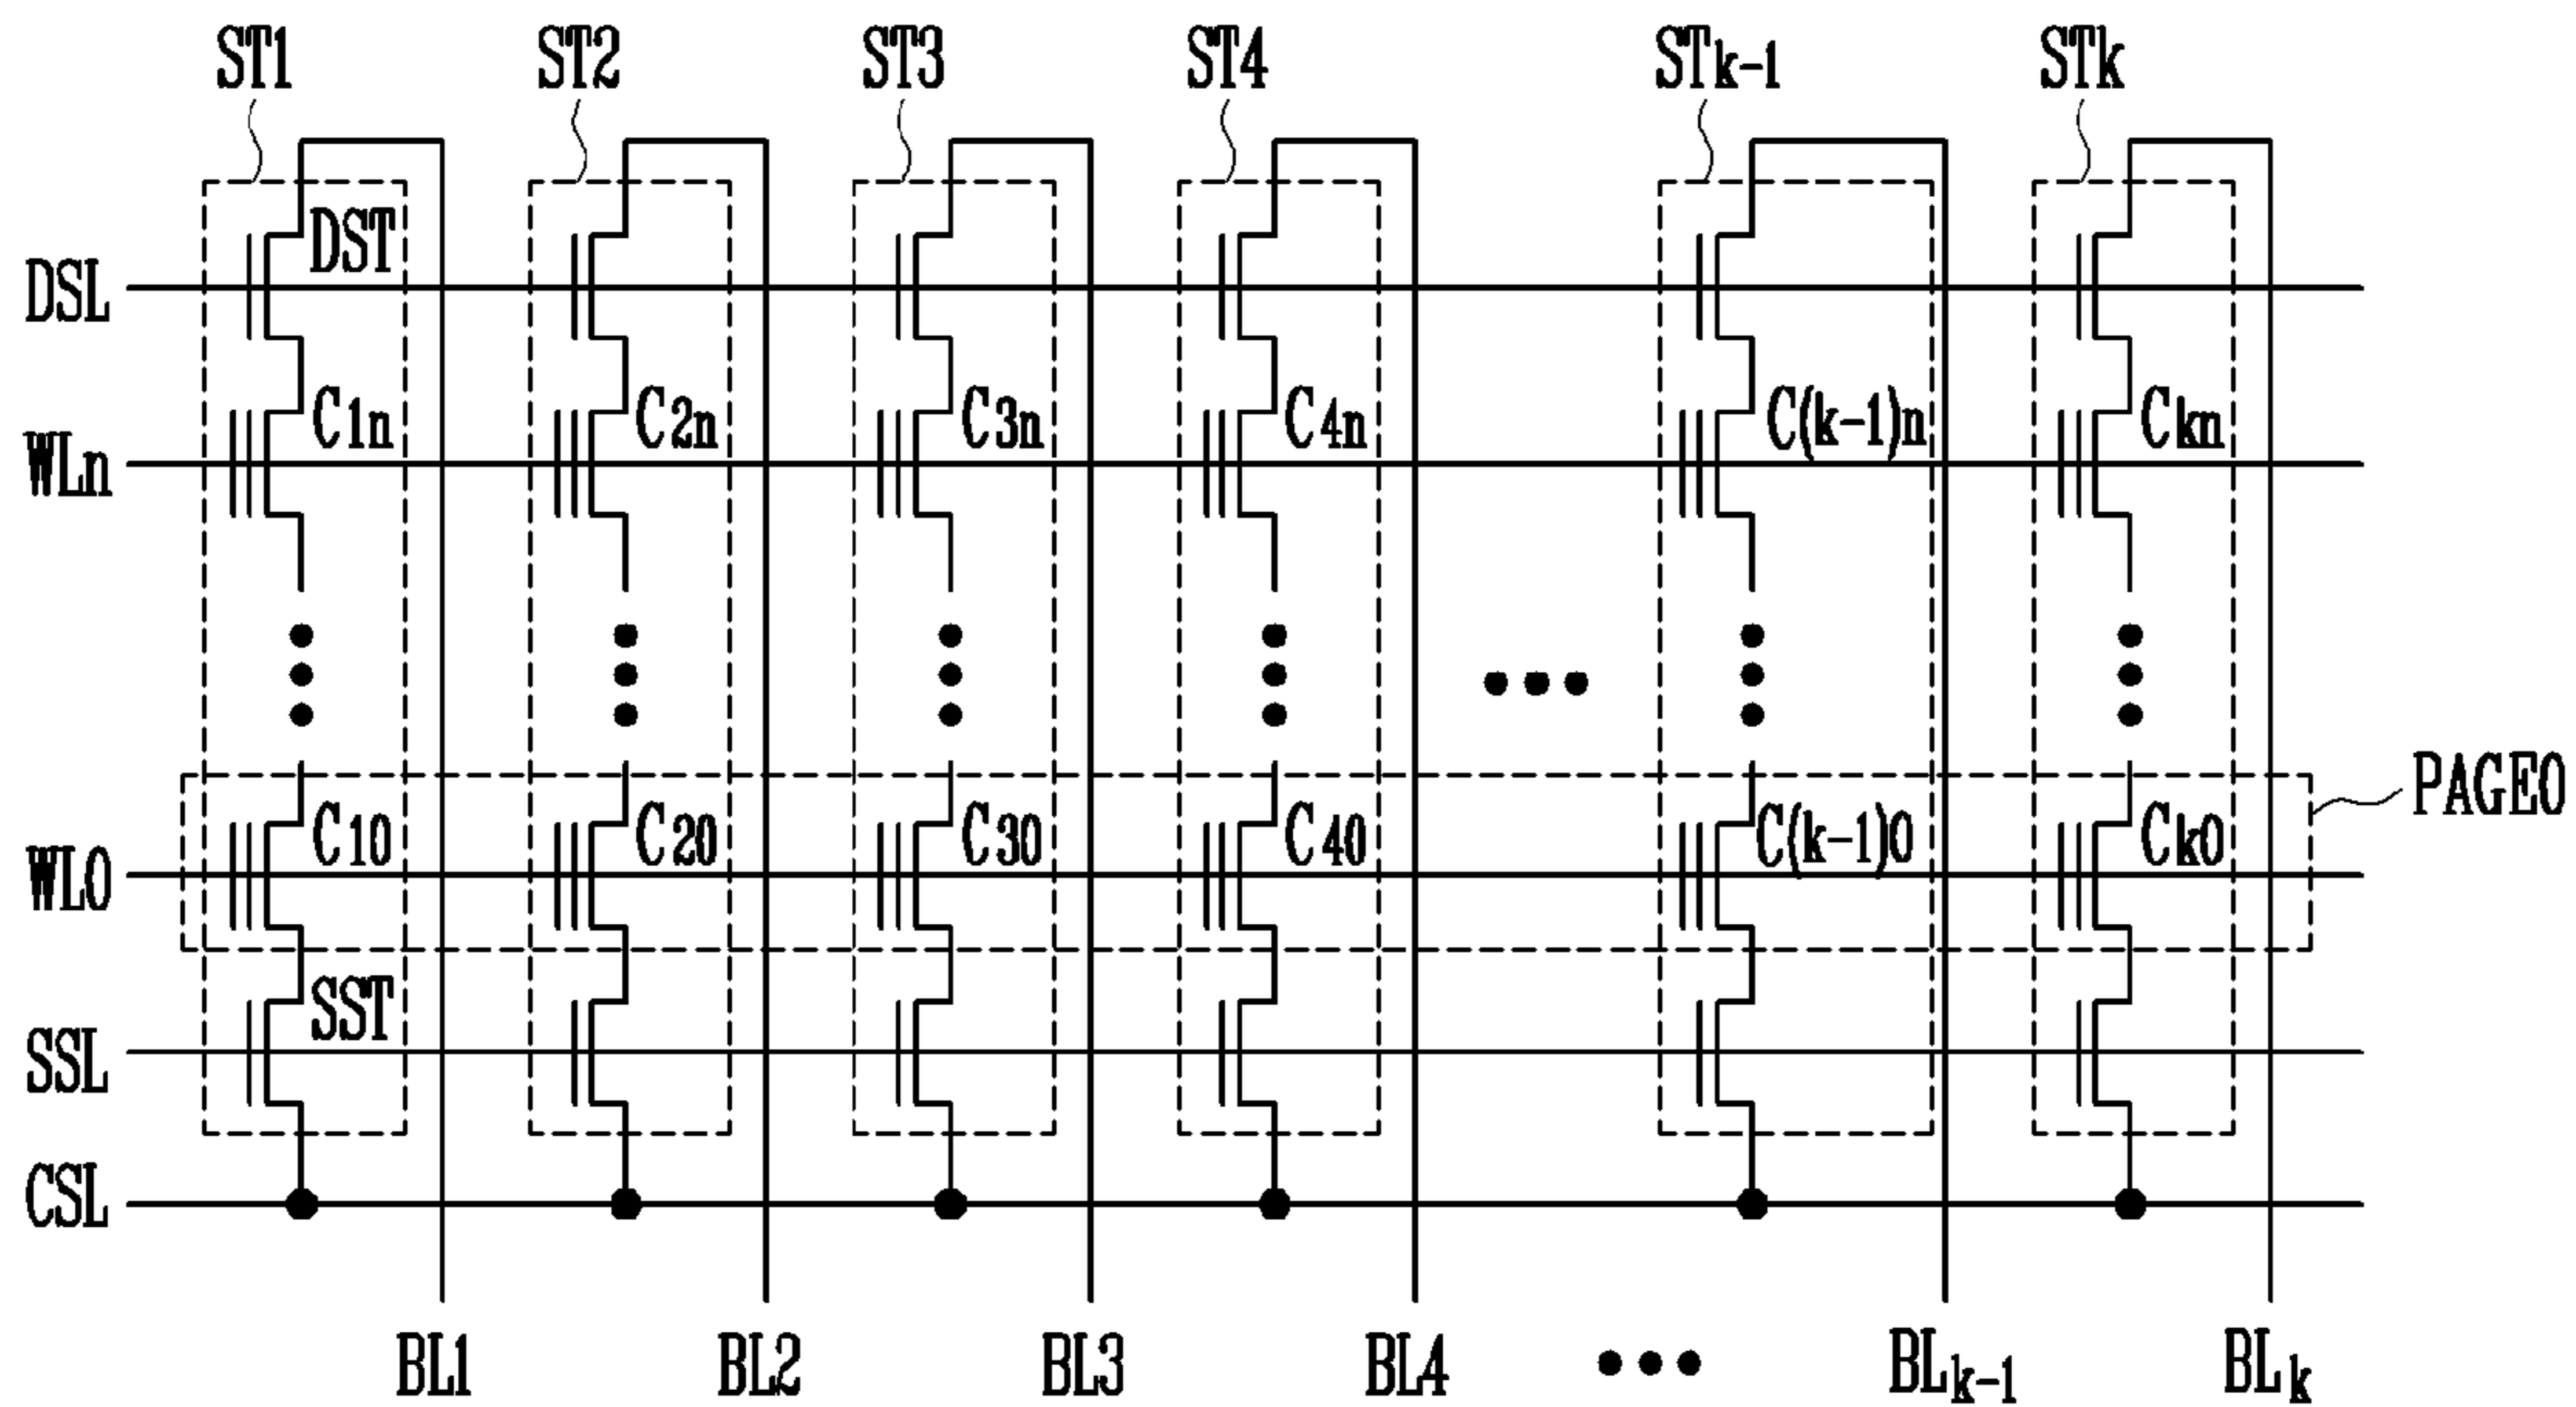 ST1 ST2 ST3 ST4 STk-1 STk
DST
DSL
C1n C2n C3n C4n C(k-1)n Ckn
WLn
PAGE0
C10 C20 C30 C40 C(k-1)0 Ck0
WL0
SST
SSL
CSL
BL1 BL2 BL3 BL4 BLk-1 BLk